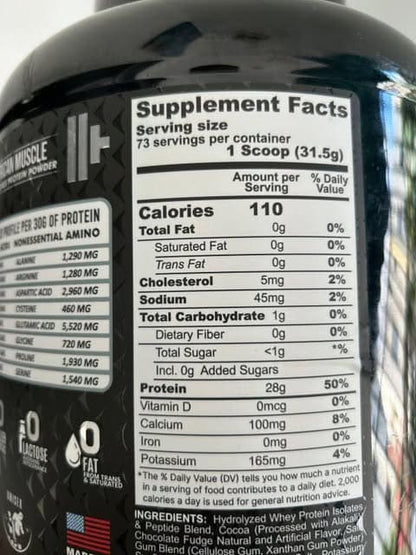 CAN MUSCLE
PROTEIN POWDER
PROFILE PER 30G OF PROTEIN
NONESSENTIAL AMINO
ALANINE 1,290 MG
ARGININE 1,280 MG
ASPARTIC ACID 2,960 MG
CYSTEINE 460 MG
GLUTAMIC ACID 5,520 MG
GLYCINE 720 MG
PROLINE 1,930 MG
SERINE 1,540 MG
0
LACTOSE
0
FAT
FROM TRANS
& SATURATED
Supplement Facts
Serving size
73 servings per container
1 Scoop (31.5g)
Amount per Serving % Daily Value
Calories 110
Total Fat 0g 0%
Saturated Fat 0g 0%
Trans Fat 0g 0%
Cholesterol 5mg 2%
Sodium 45mg 2%
Total Carbohydrate 1g 0%
Dietary Fiber 0g 0%
Total Sugar <1g *%
Incl. 0g Added Sugars
Protein 28g 50%
Vitamin D 0mcg 0%
Calcium 100mg 8%
Iron 0mg 0%
Potassium 165mg 4%
*The % Daily Value (DV) tells you how much a nutrient
in a serving of food contributes to a daily diet. 2,000
calories a day is used for general nutrition advice.
INGREDIENTS: Hydrolyzed Whey Protein Isolates
& Peptide Blend, Cocoa (Processed with Alakali),
Chocolate Fudge Natural and Artificial Flavor, Salt,
Gum Blend (Cellulose Gum, Xanthan Gum,
Potassium